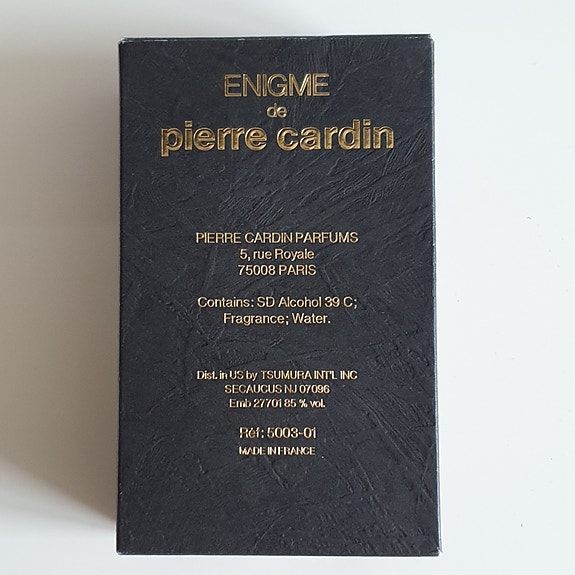 ENIGME
de
pierre cardin
PIERRE CARDIN PARFUMS
5, rue Royale
75008 PARIS
Contains: SD Alcohol 39 C;
Fragrance; Water.
Dist. in US by TSUMURA INT'L INC
SECAUCUS NJ 07096
Emb 27701 85 % vol.
Réf: 5003-01
MADE IN FRANCE